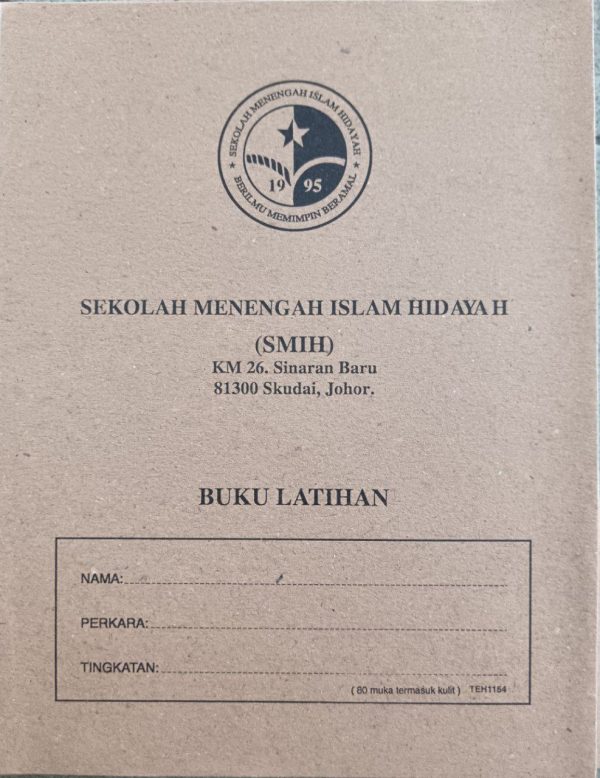 SEKOLAH MENENGAH ISLAM HIDAYAH
19 95
BERILMU MEMIMPIN BERAMAL
SEKOLAH MENENGAH ISLAM HIDAYAH
(SMIH)
KM 26. Sinaran Baru
81300 Skudai, Johor.
BUKU LATIHAN
NAMA:
PERKARA:
TINGKATAN:
( 80 muka termasuk kulit ) TEH1154